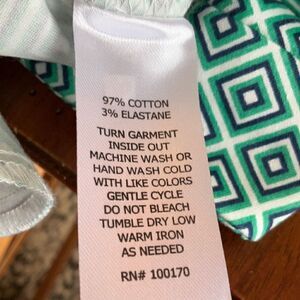 97% COTTON
3% ELASTANE
TURN GARMENT
INSIDE OUT
MACHINE WASH OR
HAND WASH COLD
WITH LIKE COLORS
GENTLE CYCLE
DO NOT BLEACH
TUMBLE DRY LOW
WARM IRON
AS NEEDED
RN# 100170